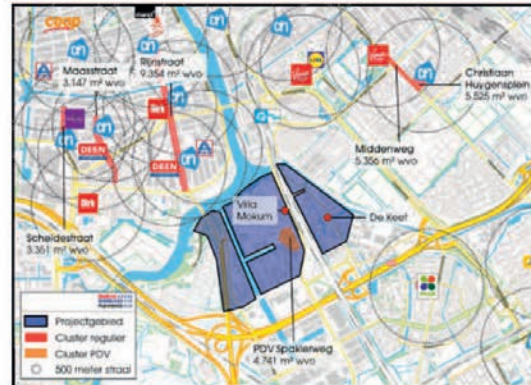 coop
Maasstraat
3.147 m² wvo
Rijnstraat
9.354 m² wvo
Christiaan
Huygensplein
5.525 m² wvo
Middenweg
5.356 m² wvo
DEEN
DEEN
Dirk
Dirk
LIDL
Scheldestraat
3.351 m² wvo
Villa
Mokum
De Keet
PDV Spaklerweg
4.741 m² wvo
Projectgebied
Cluster regulier
Cluster PDV
500 meter straal